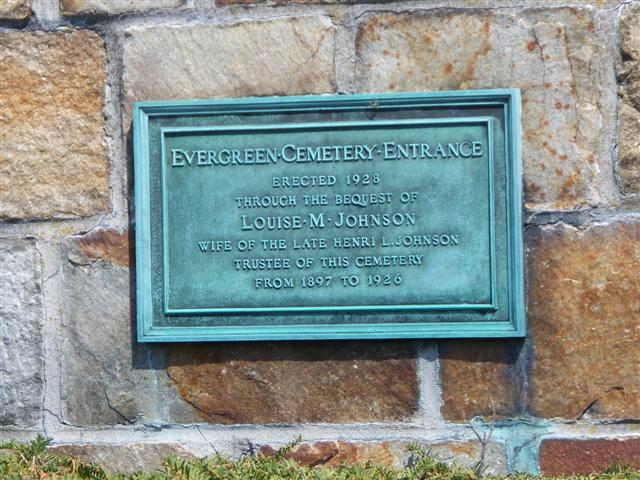 EVERGREEN-CEMETERY-ENTRANCE
ERECTED 1928
THROUGH THE BEQUEST OF
LOUISE-M-JOHNSON
WIFE OF THE LATE HENRI L. JOHNSON
TRUSTEE OF THIS CEMETERY
FROM 1897 TO 1926